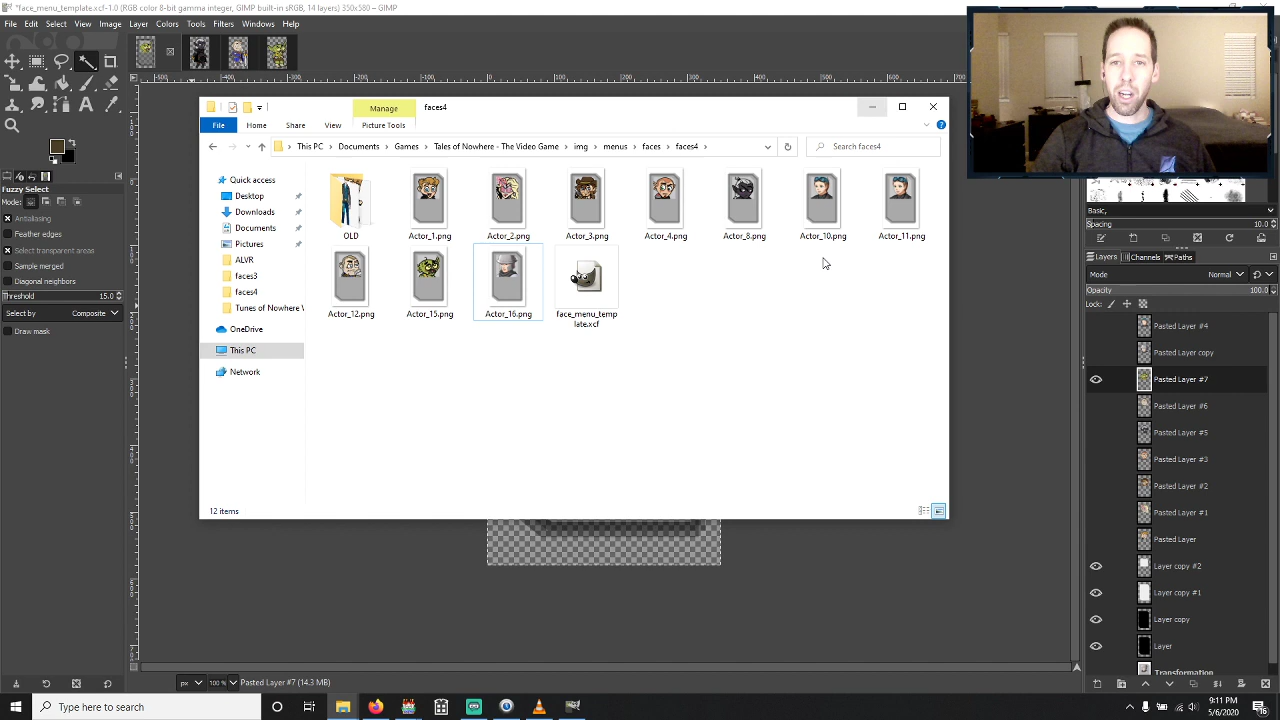 *face_menu_template.xcf-1.0 (RGB color 8-bit gamma integer, GIMP built-in sRGB, 14 layers) 350x580 – GIMP
File Edit Select View Image Layer Colors Tools Filters Windows Help
Manage faces4
File Home Share View Picture Tools
This PC > Documents > Games > Tales of Nowhere - The Video Game > img > menus > faces > faces4 >
Search faces4
Fuzzy Select
Mode:
Antialiasing
Feather edges
Select transparent areas
Sample merged
Diagonal neighbors
Threshold 15.0
Select by Composite
Draw mask
Quick access
Desktop
Downloads
Documents
Pictures
ALVR
faces3
faces4
Tunes of Nowhere
OneDrive
This PC
Network
OLD Actor_1.png Actor_2.png Actor_3.png Actor_4.png Actor_8.png Actor_10.png Actor_11.png
Actor_12.png Actor_15.png Actor_16.png face_menu_temp
late.xcf
12 items
Basic,
Spacing 10.0
Layers Channels Paths
Mode Normal
Opacity 100.0
Lock:
Pasted Layer #4
Pasted Layer copy
Pasted Layer #7
Pasted Layer #6
Pasted Layer #5
Pasted Layer #3
Pasted Layer #2
Pasted Layer #1
Pasted Layer
Layer copy #2
Layer copy #1
Layer copy
Layer
Transformation
px 100 % Pasted Layer #7 (14.3 MB)
Type here to search
9:11 PM
5/6/2020